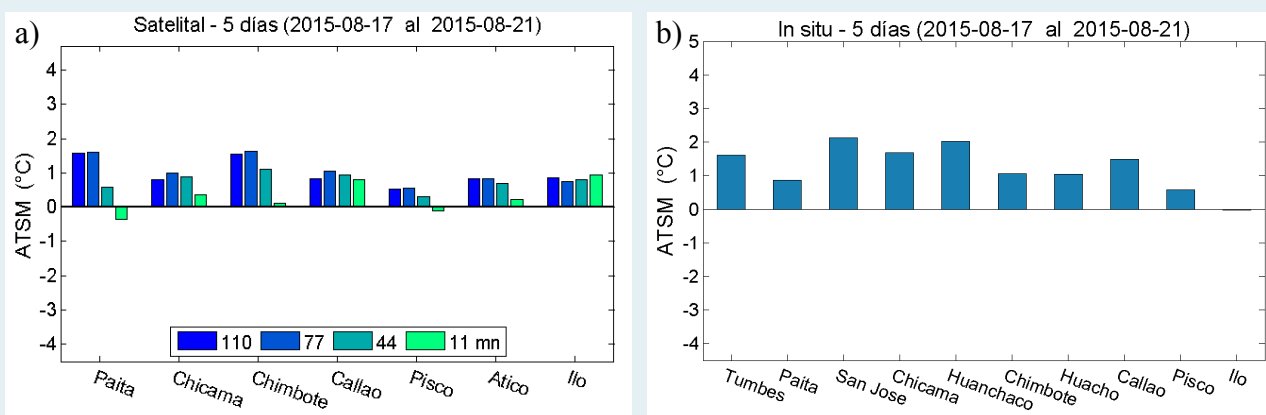 a)
Satelital - 5 días (2015-08-17 al 2015-08-21)
ATSM (°C)
4
3
2
1
0
-1
-2
-3
-4
110 77 44 11 mn
Paita Chicama Chimbote Callao Pisco Atico Ilo
b)
In situ - 5 días (2015-08-17 al 2015-08-21)
ATSM (°C)
5
4
3
2
1
0
-1
-2
-3
-4
Tumbes Paita San Jose Chicama Huanchaco Chimbote Huacho Callao Pisco Ilo